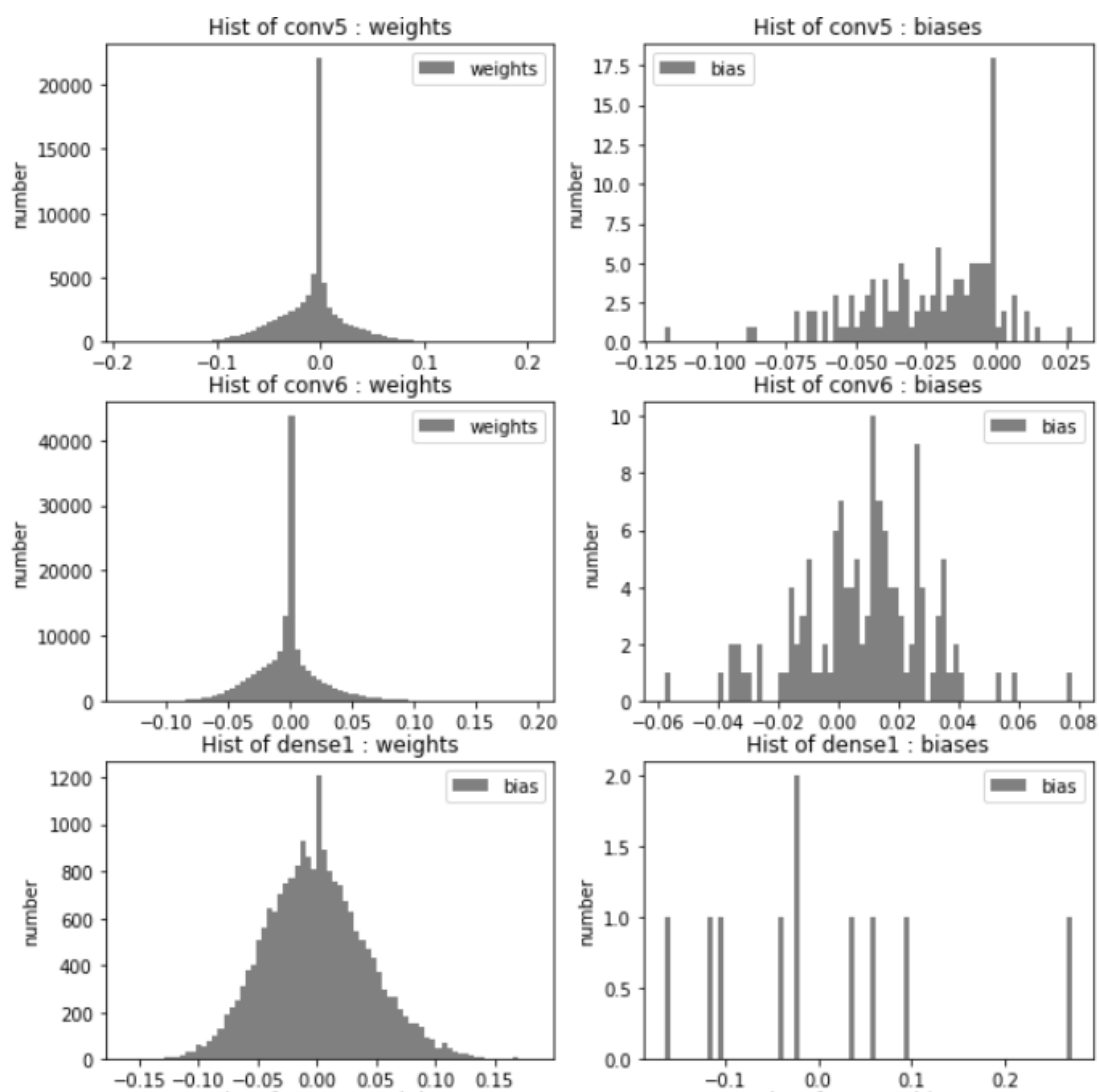 Hist of conv5 : weights
weights
number
20000
15000
10000
5000
0
−0.2 −0.1 0.0 0.1 0.2
Hist of conv5 : biases
bias
number
17.5
15.0
12.5
10.0
7.5
5.0
2.5
0.0
−0.125 −0.100 −0.075 −0.050 −0.025 0.000 0.025
Hist of conv6 : weights
weights
number
40000
30000
20000
10000
0
−0.10 −0.05 0.00 0.05 0.10 0.15 0.20
Hist of conv6 : biases
bias
number
10
8
6
4
2
0
−0.06 −0.04 −0.02 0.00 0.02 0.04 0.06 0.08
Hist of dense1 : weights
bias
number
1200
1000
800
600
400
200
0
−0.15 −0.10 −0.05 0.00 0.05 0.10 0.15
Hist of dense1 : biases
bias
number
2.0
1.5
1.0
0.5
0.0
−0.1 0.0 0.1 0.2